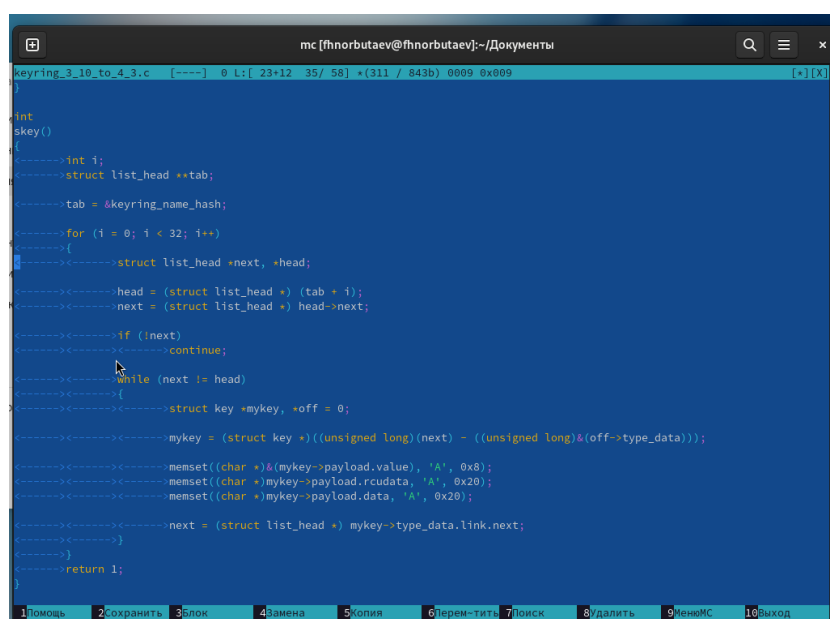 mc [fhnorbutaev@fhnorbutaev]:~/Документы
keyring_3_10_to_4_3.c [----] 0 L:[ 23+12 35/ 58] *(311 / 843b) 0009 0x009 [*][X]
}
int
skey()
{
<------>int i;
<------>struct list_head **tab;
<------>tab = &keyring_name_hash;
<------>for (i = 0; i < 32; i++)
<------>{
<------><------>struct list_head *next, *head;
<------><------>head = (struct list_head *) (tab + i);
<------><------>next = (struct list_head *) head->next;
<------><------>if (!next)
<------><------><------>continue;
<------><------>while (next != head)
<------><------>{
<------><------><------>struct key *mykey, *off = 0;
<------><------><------>mykey = (struct key *)((unsigned long)(next) - ((unsigned long)&(off->type_data)));
<------><------><------>memset((char *)&(mykey->payload.value), 'A', 0x8);
<------><------><------>memset((char *)mykey->payload.rcudata, 'A', 0x20);
<------><------><------>memset((char *)mykey->payload.data, 'A', 0x20);
<------><------><------>next = (struct list_head *) mykey->type_data.link.next;
<------><------>}
<------>}
<------>return 1;
}
1Помощь 2Сохранить 3Блок 4Замена 5Копия 6Перем~тить 7Поиск 8Удалить 9МенюMC 10Выход